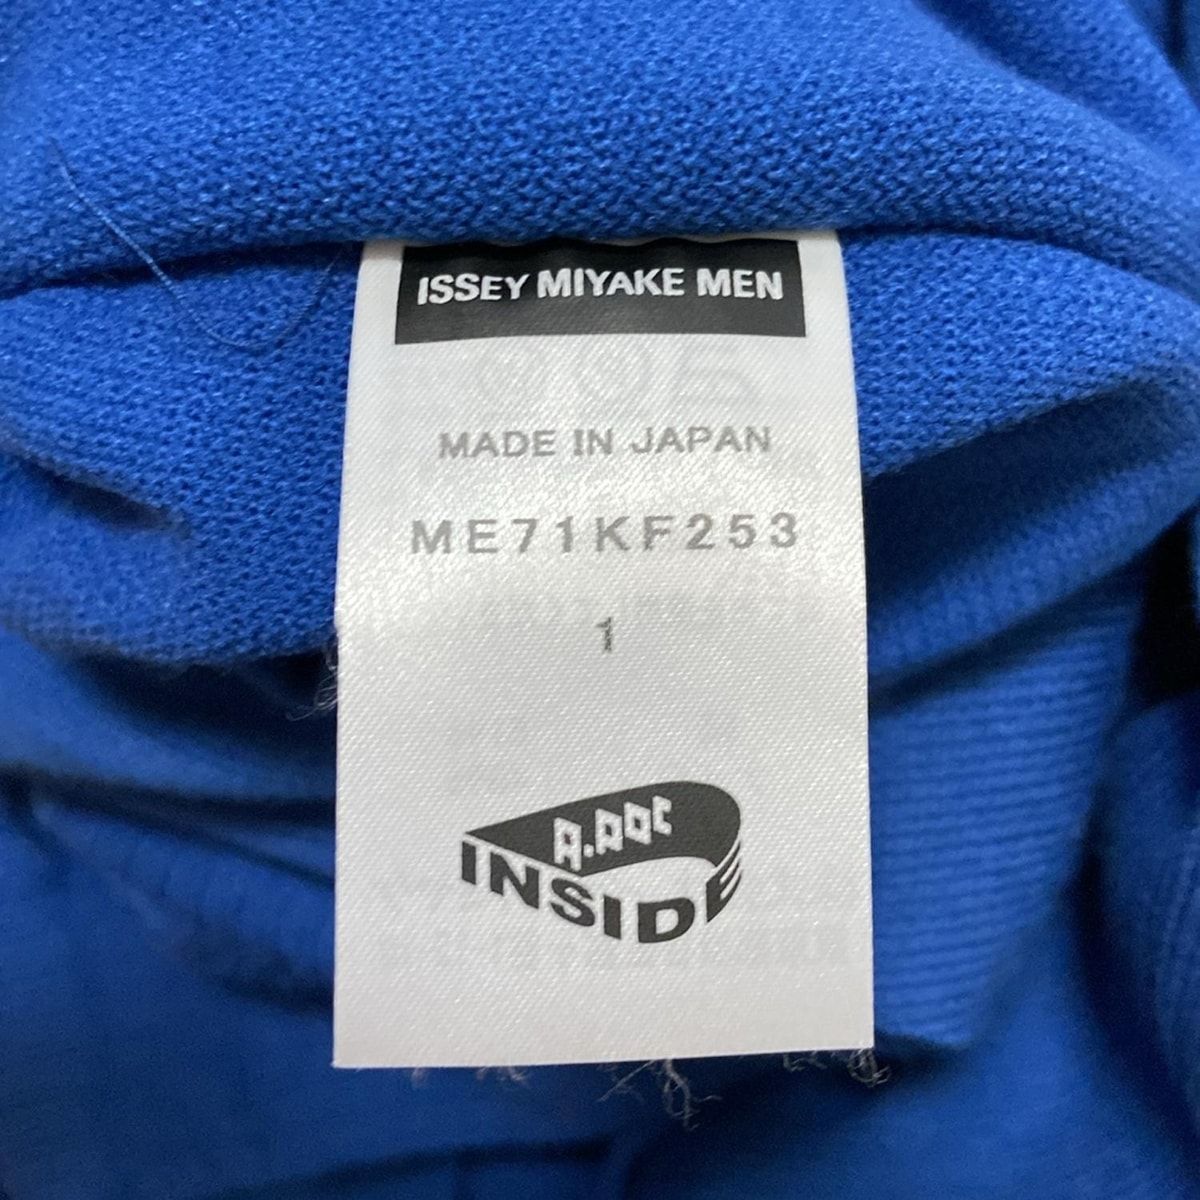 ISSEY MIYAKE MEN
MADE IN JAPAN
ME71KF253
1
A.POC
INSIDE